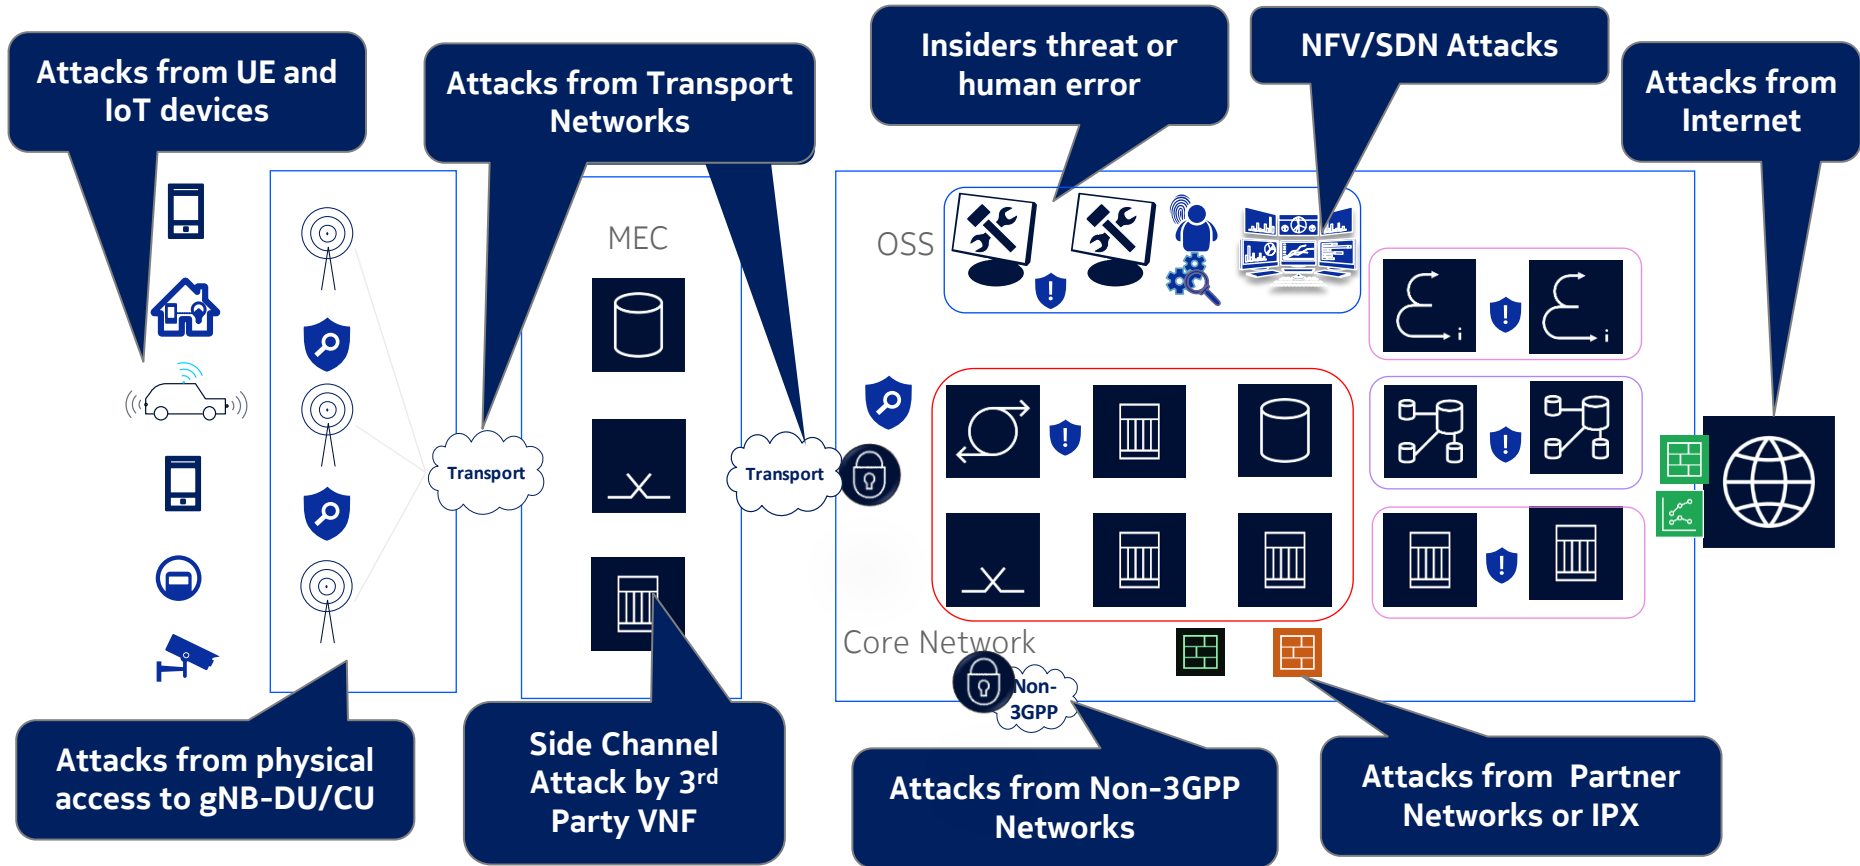 Attacks from UE and
IoT devices
Attacks from Transport
Networks
Insiders threat or
human error
NFV/SDN Attacks
Attacks from
Internet
MEC
OSS
Transport
Transport
Core Network
Non-
3GPP
Attacks from physical
access to gNB-DU/CU
Side Channel
Attack by 3rd
Party VNF
Attacks from Non-3GPP
Networks
Attacks from Partner
Networks or IPX
i
i